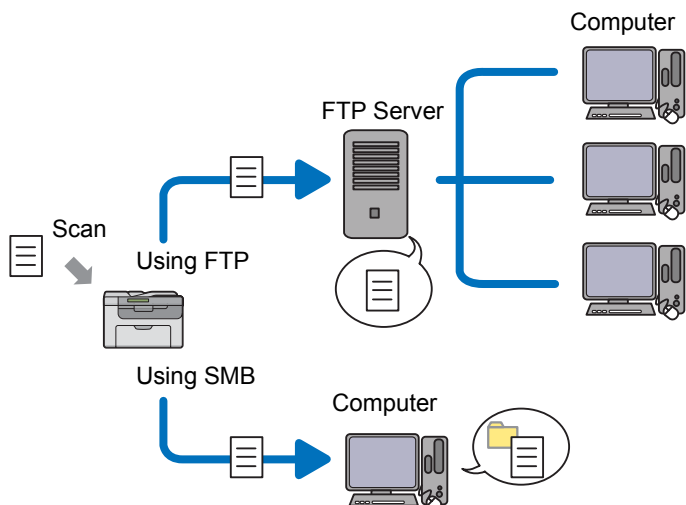 Computer
FTP Server
Scan
Using FTP
Using SMB
Computer